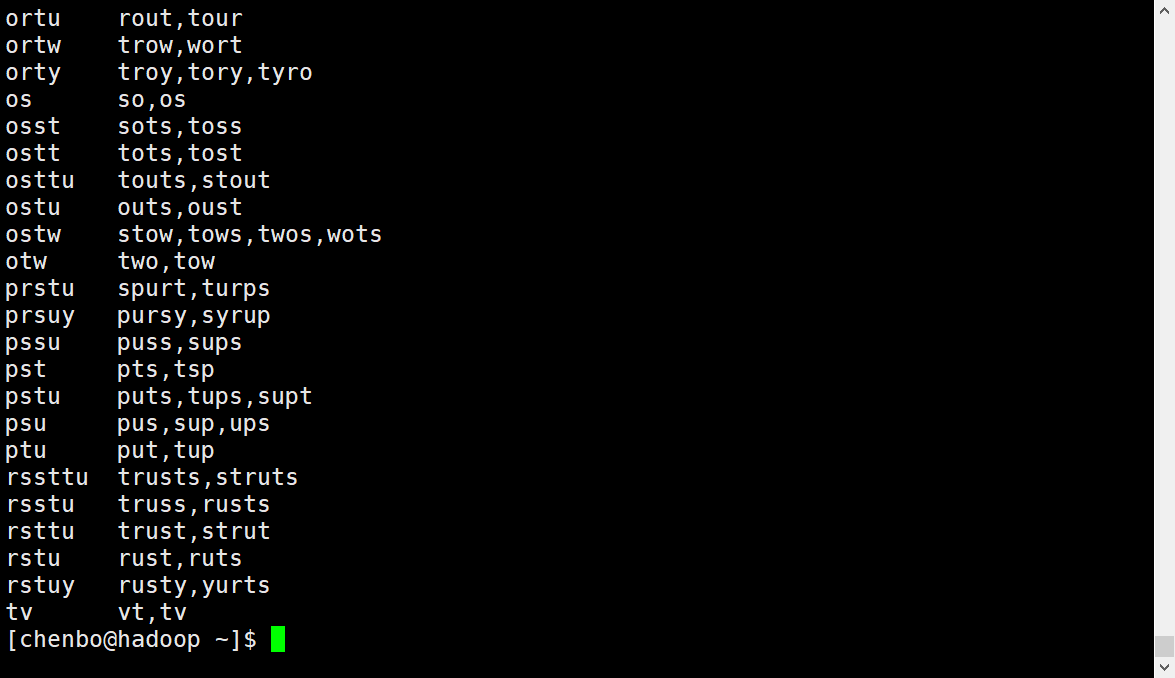 ortu    rout,tour
ortw    trow,wort
orty    troy,tory,tyro
os      so,os
osst    sots,toss
ostt    tots,tost
osttu   touts,stout
ostu    outs,oust
ostw    stow,tows,twos,wots
otw     two,tow
prstu   spurt,turps
prsuy   pursy,syrup
pssu    puss,sups
pst     pts,tsp
pstu    puts,tups,supt
psu     pus,sup,ups
ptu     put,tup
rssttu  trusts,struts
rsstu   truss,rusts
rsttu   trust,strut
rstu    rust,ruts
rstuy   rusty,yurts
tv      vt,tv
[chenbo@hadoop ~]$